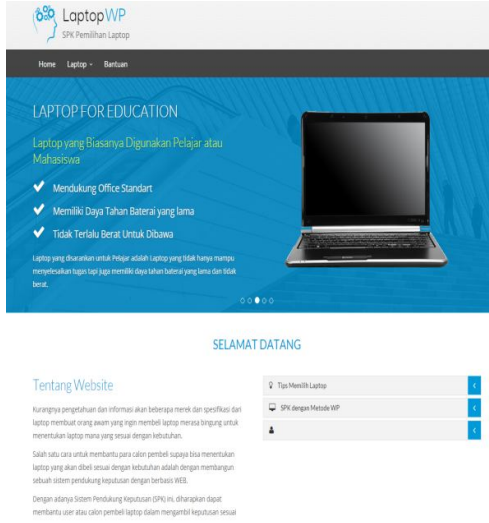 LaptopWP
SPK Pemilihan Laptop
Home Laptop Bantuan
LAPTOP FOR EDUCATION
Laptop yang Biasanya Digunakan Pelajar atau
Mahasiswa
Mendukung Office Standart
Memiliki Daya Tahan Baterai yang lama
Tidak Terlalu Berat Untuk Dibawa
Laptop yang disarankan untuk Pelajar adalah Laptop yang tidak hanya mampu
menyelesaikan tugas tapi juga memiliki daya tahan baterai yang lama dan tidak
berat.
SELAMAT DATANG
Tentang Website
Kurangnya pengetahuan dan informasi akan beberapa merek dan spesifikasi dari
laptop membuat orang awam yang ingin membeli laptop merasa bingung untuk
menentukan laptop mana yang sesuai dengan kebutuhan.
Salah satu cara untuk membantu para calon pembeli supaya bisa menentukan
laptop yang akan dibeli sesuai dengan kebutuhan adalah dengan membangun
sebuah sistem pendukung keputusan dengan berbasis WEB.
Dengan adanya Sistem Pendukung Keputusan (SPK) ini, diharapkan dapat
membantu user atau calon pembeli laptop dalam mengambil keputusan sesuai
Tips Memilih Laptop
SPK dengan Metode WP